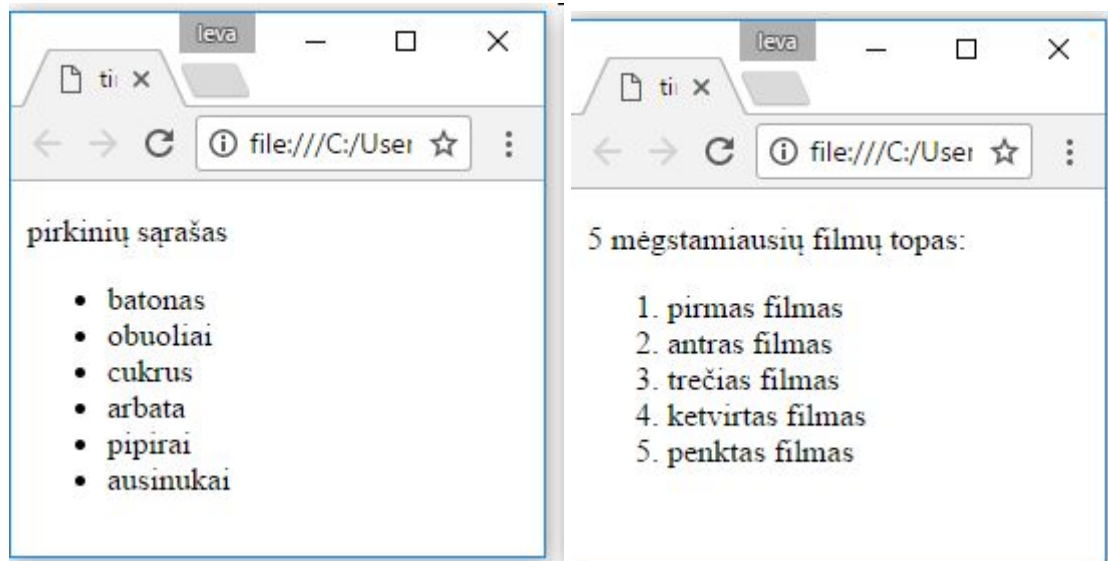 Ieva
ti
file:///C:/User
pirkinių sąrašas
• batonas
• obuoliai
• cukrus
• arbata
• pipirai
• ausinukai
Ieva
ti
file:///C:/User
5 mėgstamiausių filmų topas:
1. pirmas filmas
2. antras filmas
3. trečias filmas
4. ketvirtas filmas
5. penktas filmas